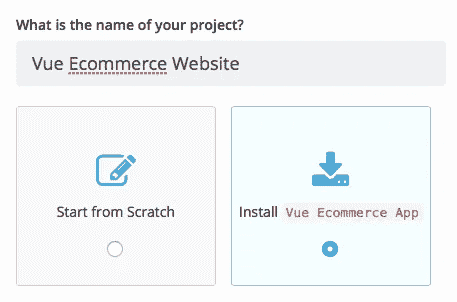 What is the name of your project?
Vue Ecommerce Website
Start from Scratch
Install Vue Ecommerce App